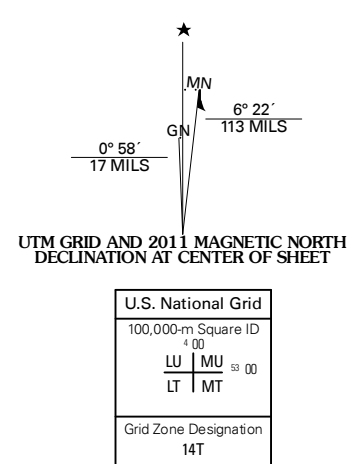 MN
6° 22´
GN
113 MILS
0° 58´
17 MILS
UTM GRID AND 2011 MAGNETIC NORTH
DECLINATION AT CENTER OF SHEET
U.S. National Grid
100,000-m Square ID
4 00
LU MU 53 00
LT MT
Grid Zone Designation
14T